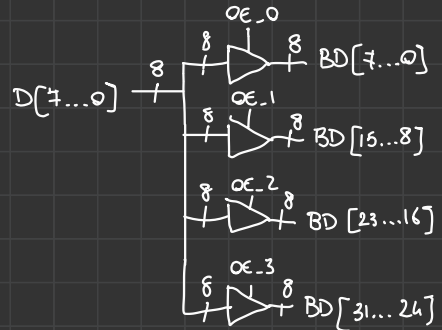 OE_0
8 8 8 BD[7...0]
D[7...0]
OE_1
8 8 BD[15...8]
OE_2
8 8 BD[23...16]
OE_3
8 8 BD[31...24]